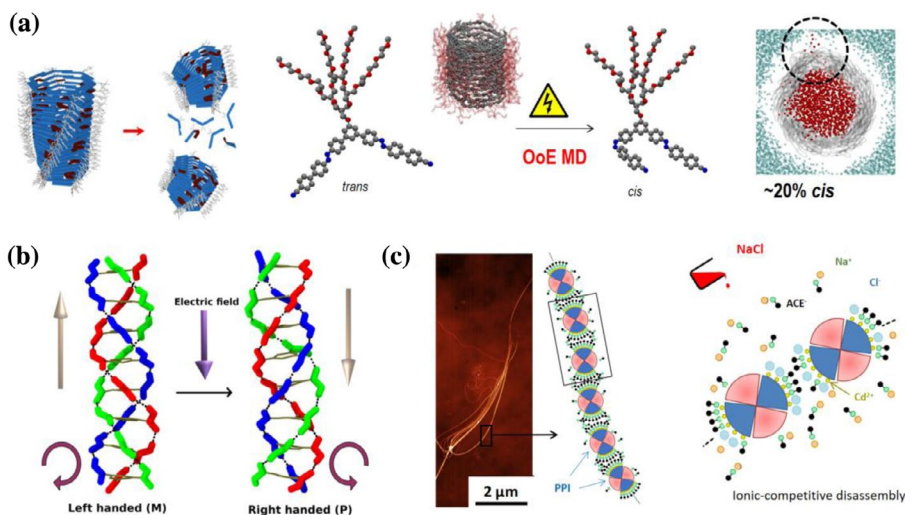 (a)
trans
OoE MD
cis
~20% cis
(b)
Electric field
Left handed (M)
Right handed (P)
(c)
2 µm
PPI
NaCl
Na⁺
ACE⁻
Cl⁻
Cd²⁺
Ionic-competitive disassembly